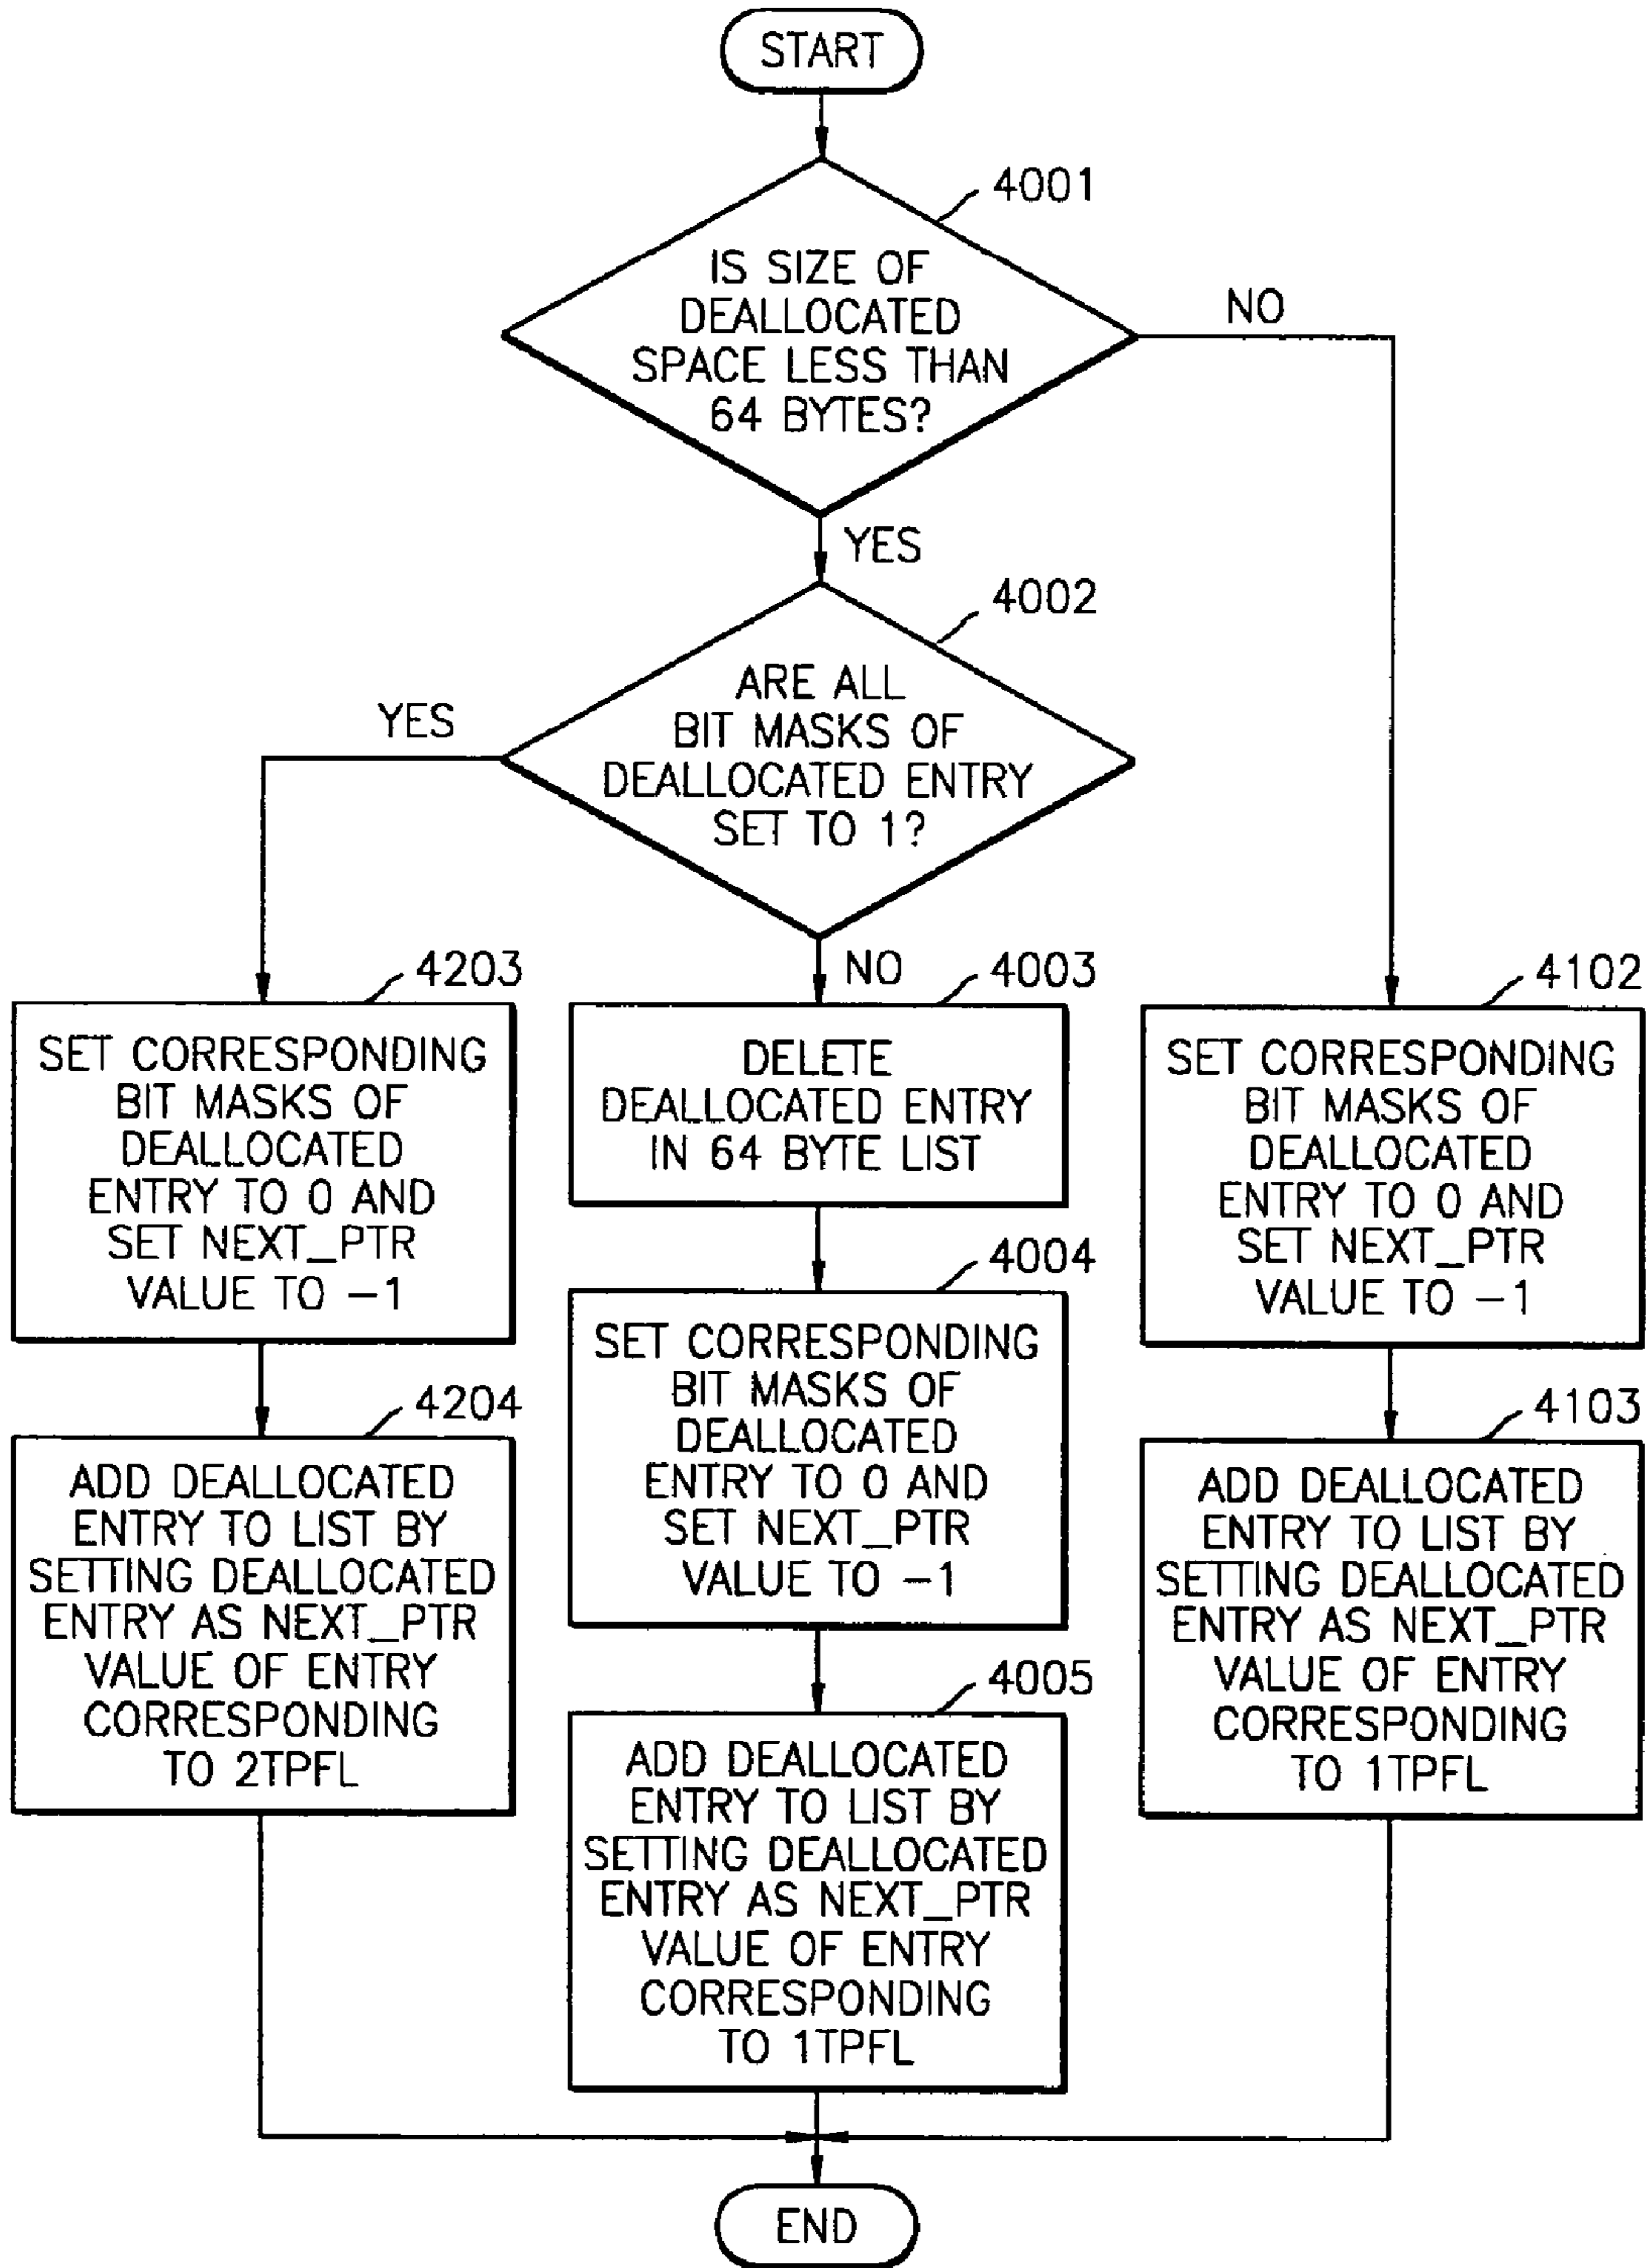 START
4001
IS SIZE OF
DEALLOCATED
SPACE LESS THAN
64 BYTES?
NO
YES
4002
ARE ALL
BIT MASKS OF
DEALLOCATED ENTRY
SET TO 1?
YES
NO
4203
SET CORRESPONDING
BIT MASKS OF
DEALLOCATED
ENTRY TO 0 AND
SET NEXT_PTR
VALUE TO -1
4003
DELETE
DEALLOCATED ENTRY
IN 64 BYTE LIST
4102
SET CORRESPONDING
BIT MASKS OF
DEALLOCATED
ENTRY TO 0 AND
SET NEXT_PTR
VALUE TO -1
4204
ADD DEALLOCATED
ENTRY TO LIST BY
SETTING DEALLOCATED
ENTRY AS NEXT_PTR
VALUE OF ENTRY
CORRESPONDING
TO 2TPFL
4004
SET CORRESPONDING
BIT MASKS OF
DEALLOCATED
ENTRY TO 0 AND
SET NEXT_PTR
VALUE TO -1
4103
ADD DEALLOCATED
ENTRY TO LIST BY
SETTING DEALLOCATED
ENTRY AS NEXT_PTR
VALUE OF ENTRY
CORRESPONDING
TO 1TPFL
4005
ADD DEALLOCATED
ENTRY TO LIST BY
SETTING DEALLOCATED
ENTRY AS NEXT_PTR
VALUE OF ENTRY
CORRESPONDING
TO 1TPFL
END